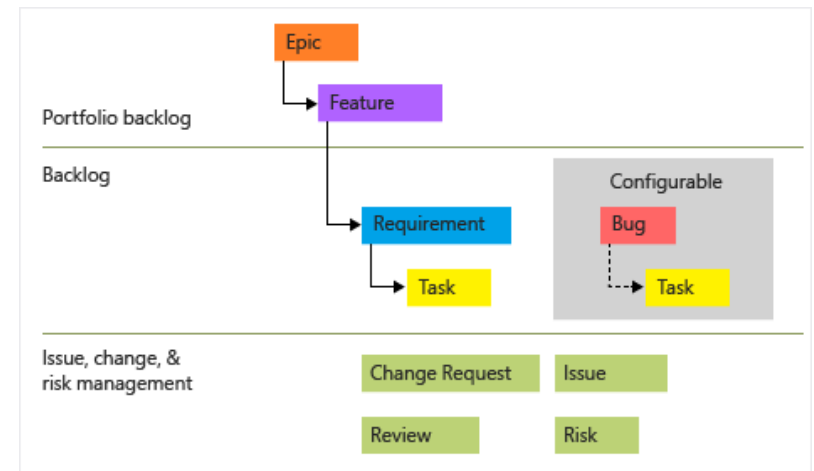 Epic
Feature
Portfolio backlog
Backlog
Configurable
Requirement
Bug
Task
Task
Issue, change, &
risk management
Change Request
Issue
Review
Risk